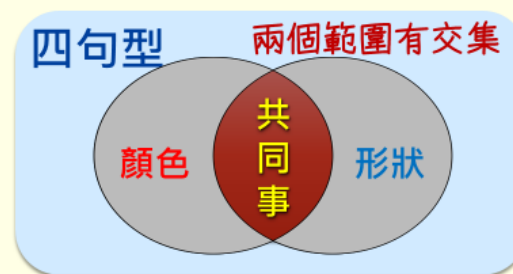 四句型
兩個範圍有交集
顏色
共同事
形狀